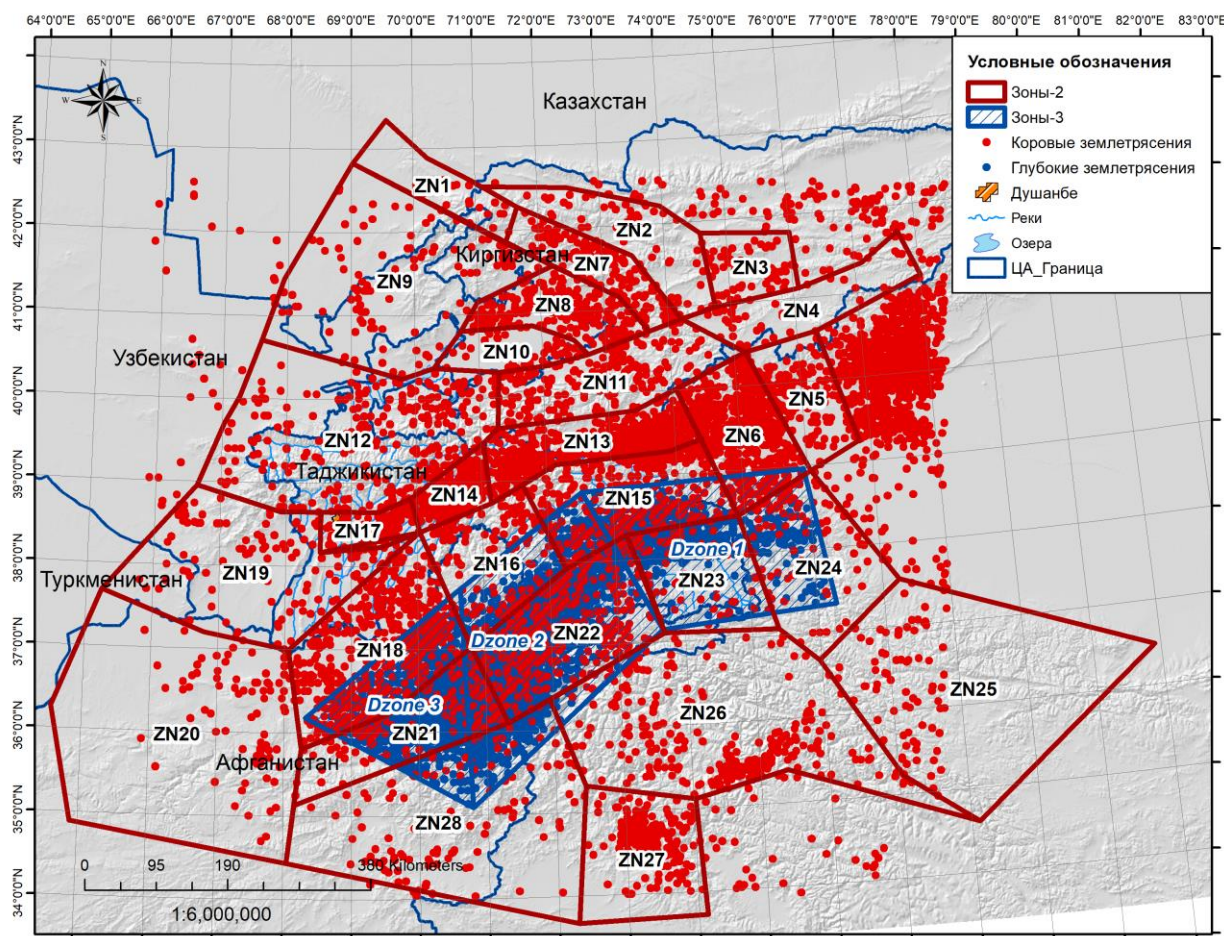 64°0'0"E 65°0'0"E 66°0'0"E 67°0'0"E 68°0'0"E 69°0'0"E 70°0'0"E 71°0'0"E 72°0'0"E 73°0'0"E 74°0'0"E 75°0'0"E 76°0'0"E 77°0'0"E 78°0'0"E 79°0'0"E 80°0'0"E 81°0'0"E 82°0'0"E 83°0'0"E
Условные обозначения
Зоны-2
Зоны-3
Коровые землетрясения
Глубокие землетрясения
Душанбе
Реки
Озера
ЦА_Граница
N
W E
S
Казахстан
43°0'0"N
ZN1
42°0'0"N
ZN2
Киргизстан
ZN7
ZN3
ZN9
ZN8
ZN4
41°0'0"N
Узбекистан
ZN10
ZN11
ZN5
40°0'0"N
ZN12
ZN13
ZN6
Таджикистан
39°0'0"N
ZN14
ZN15
ZN17
Dzone 1
38°0'0"N
ZN16
ZN19
Туркменистан
ZN23
ZN24
37°0'0"N
Dzone 2
ZN22
ZN18
ZN25
Dzone 3
ZN26
36°0'0"N
ZN20
ZN21
Афганистан
35°0'0"N
ZN28
ZN27
0 95 190 380 Kilometers
34°0'0"N
1:6,000,000